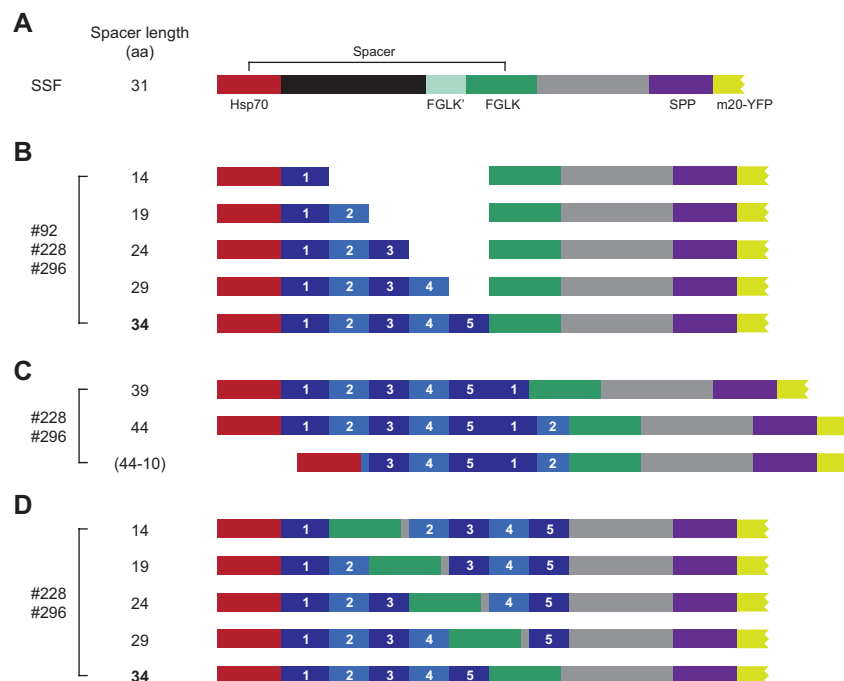 A
Spacer length
(aa)
Spacer
SSF 31
Hsp70 FGLK’ FGLK SPP m20-YFP
B
#92
#228
#296
14 1
19 1 2
24 1 2 3
29 1 2 3 4
34 1 2 3 4 5
C
#228
#296
39 1 2 3 4 5 1
44 1 2 3 4 5 1 2
(44-10) 3 4 5 1 2
D
#228
#296
14 1 2 3 4 5
19 1 2 3 4 5
24 1 2 3 4 5
29 1 2 3 4 5
34 1 2 3 4 5